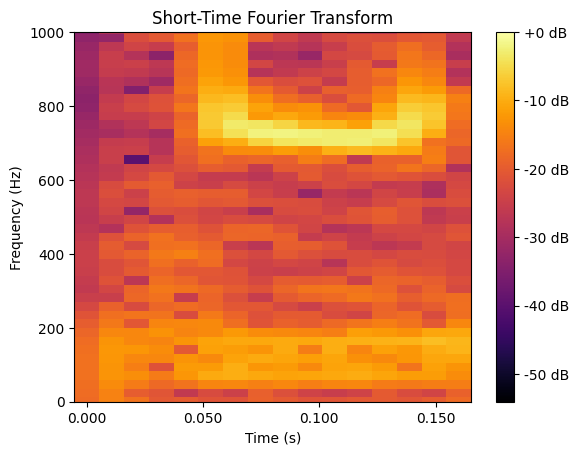 Short-Time Fourier Transform
1000
800
600
400
200
0
Frequency (Hz)
0.000
0.050
0.100
0.150
Time (s)
+0 dB
-10 dB
-20 dB
-30 dB
-40 dB
-50 dB